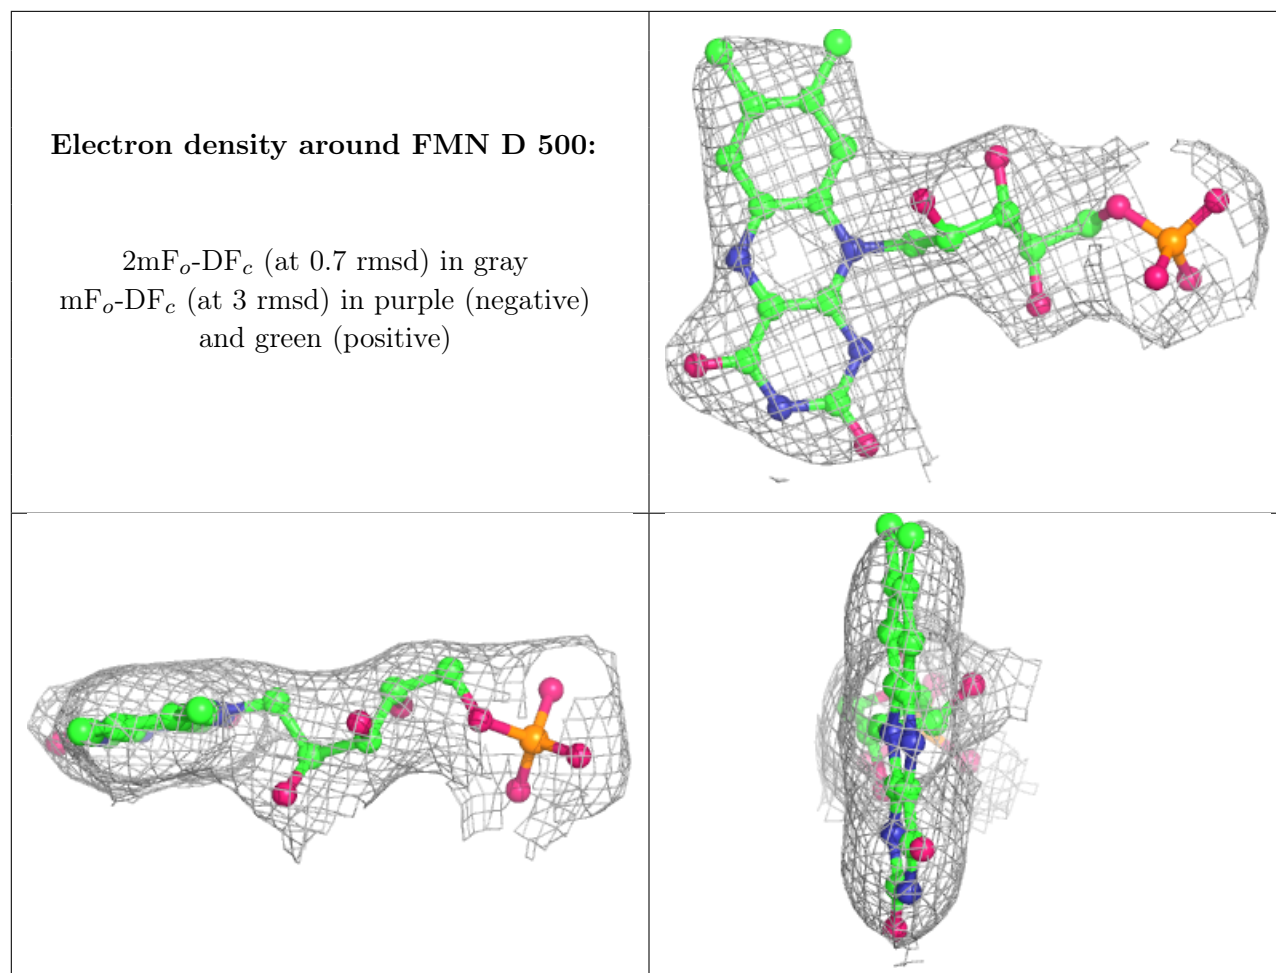 Electron density around FMN D 500:
2mFₒ-DF𝑐 (at 0.7 rmsd) in gray
mFₒ-DF𝑐 (at 3 rmsd) in purple (negative)
and green (positive)